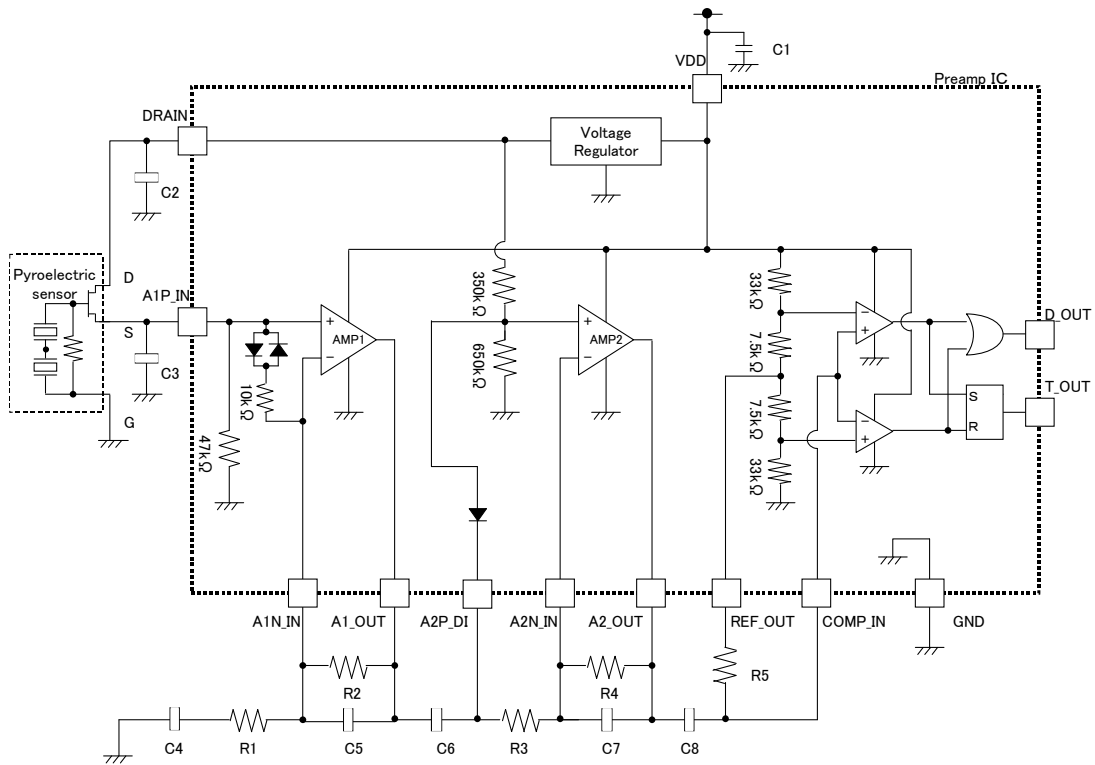 C1
VDD
Preamp IC
DRAIN
Voltage
Regulator
C2
Pyroelectric
sensor
D
A1P_IN
S
C3
G
350kΩ
650kΩ
33kΩ
7.5kΩ
7.5kΩ
33kΩ
+
AMP1
−
+
AMP2
−
−
+
−
+
D_OUT
T_OUT
S
R
10kΩ
47kΩ
A1N_IN
A1_OUT
A2P_DI
A2N_IN
A2_OUT
REF_OUT
COMP_IN
GND
R2
R4
R5
C4
R1
C5
C6
R3
C7
C8